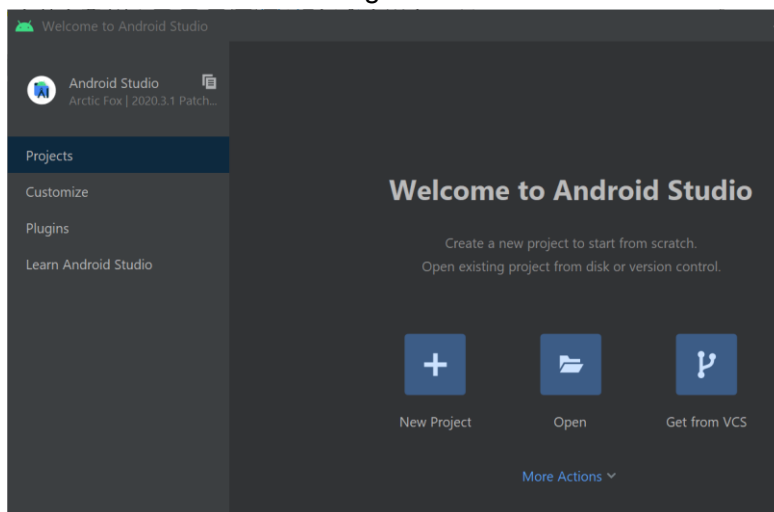 Welcome to Android Studio
Android Studio
Arctic Fox | 2020.3.1 Patch...
Projects
Customize
Plugins
Learn Android Studio
Welcome to Android Studio
Create a new project to start from scratch.
Open existing project from disk or version control.
New Project
Open
Get from VCS
More Actions